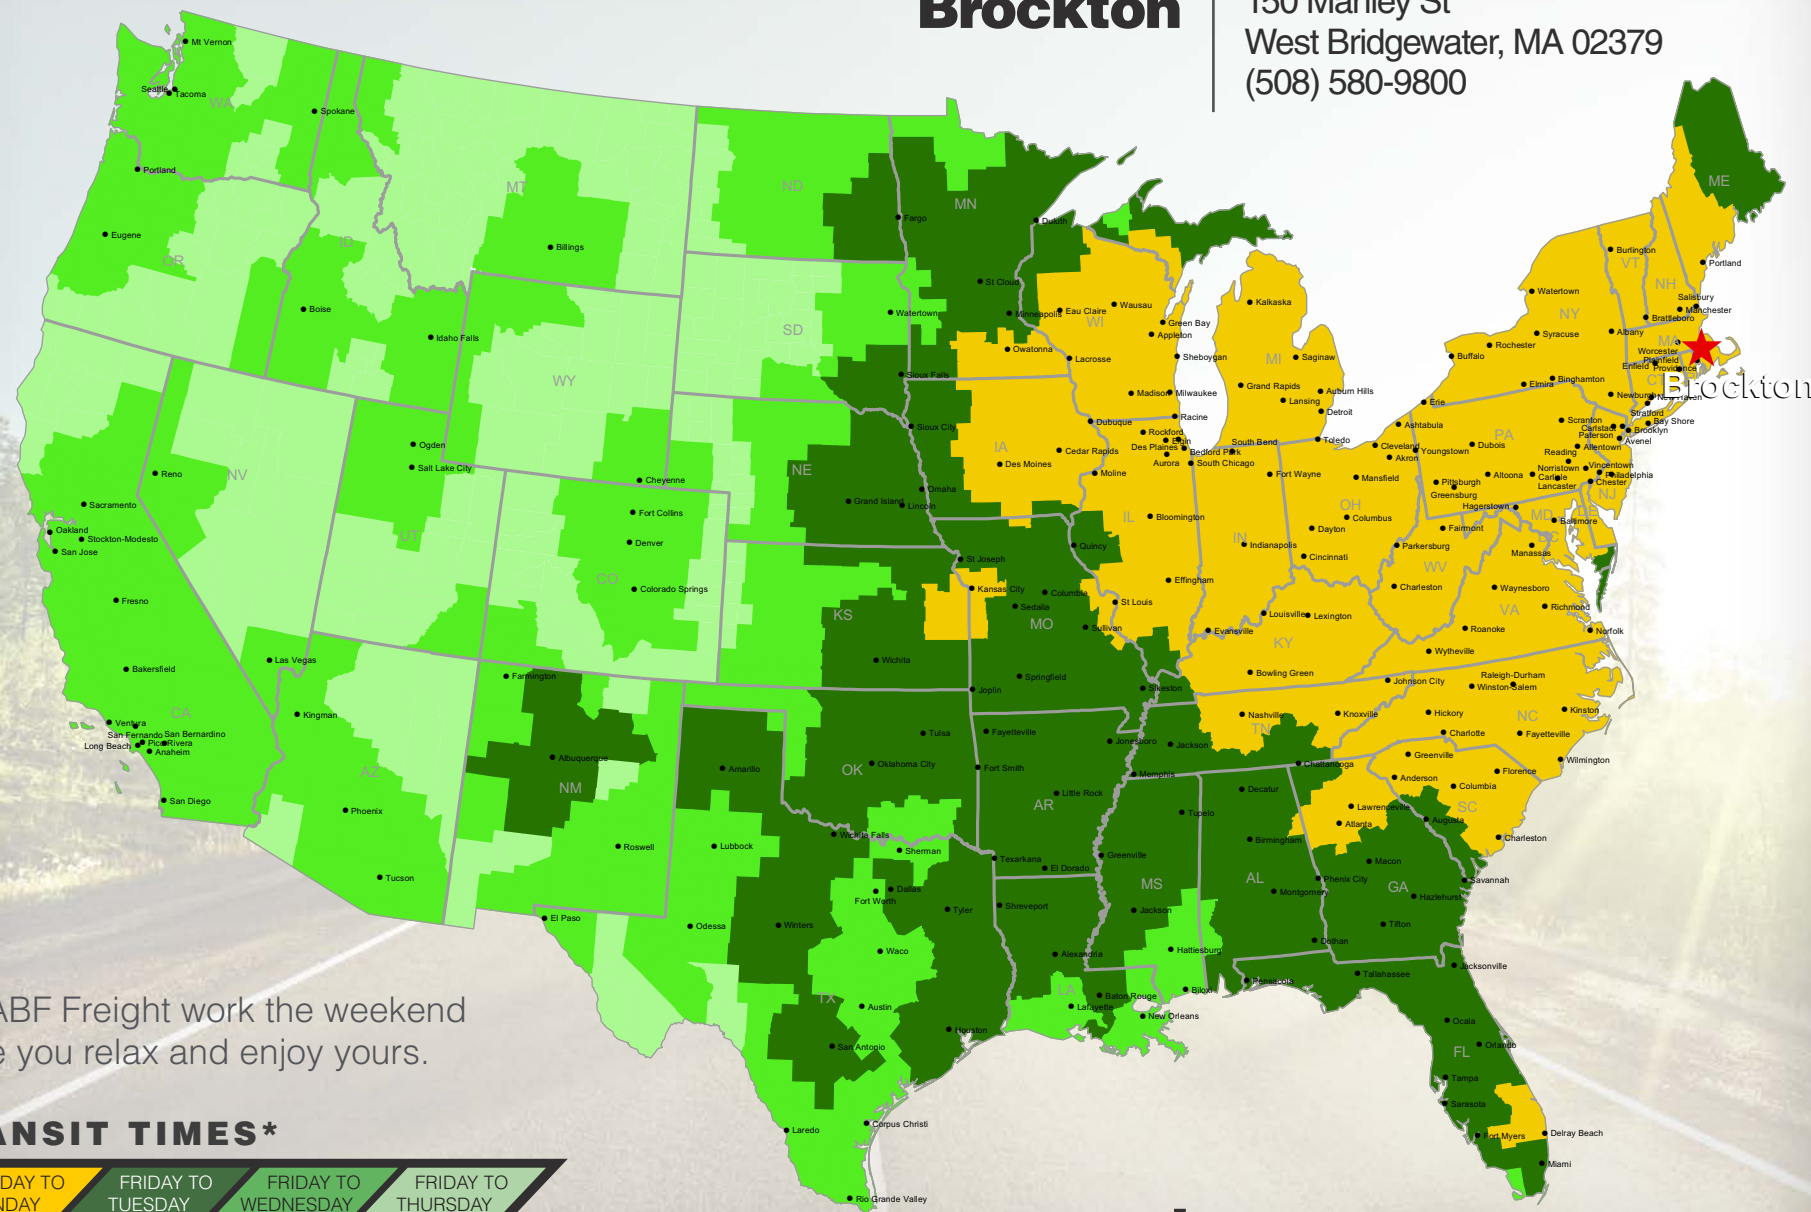 Brockton
150 Manley St
West Bridgewater, MA 02379
(508) 580-9800
Mt Vernon
Seattle
Tacoma
WA
Spokane
Portland
Eugene
OR
ID
Boise
Idaho Falls
MT
Billings
ND
Fargo
MN
Duluth
St Cloud
Minneapolis
Owatonna
SD
Watertown
Sioux Falls
WY
Cheyenne
NE
Sioux City
Omaha
Grand Island
Lincoln
IA
Cedar Rapids
Des Moines
WI
Eau Claire
Wausau
Green Bay
Appleton
Lacrosse
Sheboygan
Madison
Milwaukee
Racine
Dubuque
Rockford
Elgin
Des Plaines
Bedford Park
Aurora
South Chicago
Moline
MI
Kalkaska
Saginaw
Grand Rapids
Lansing
Auburn Hills
Detroit
South Bend
Toledo
Fort Wayne
ME
Burlington
VT
NH
Portland
Salisbury
Manchester
Brattleboro
Watertown
NY
Syracuse
Rochester
Albany
Buffalo
MA
Worcester
Plainfield
Enfield
Providence
CT
Brockton
Binghamton
Elmira
Newburgh
New Haven
Stratford
Bay Shore
Erie
Ashtabula
Scranton
Carlstadt
Brooklyn
Paterson
Avenel
PA
Dubois
Allentown
Reading
Cleveland
Youngstown
Akron
Norristown
Vincentown
Philadelphia
Carlisle
Lancaster
Chester
Altoona
Pittsburgh
Greensburg
NJ
Mansfield
OH
Columbus
Dayton
Cincinnati
Hagerstown
MD
DE
Baltimore
DC
Manassas
Fairmont
Parkersburg
WV
Charleston
Waynesboro
VA
Richmond
Roanoke
Norfolk
Wytheville
IL
Bloomington
Quincy
Effingham
IN
Indianapolis
Evansville
Louisville
Lexington
KY
Bowling Green
NV
Reno
Ogden
Salt Lake City
UT
Sacramento
Oakland
Stockton-Modesto
San Jose
Fresno
Bakersfield
CA
Ventura
San Fernando
San Bernardino
Pico Rivera
Long Beach
Anaheim
San Diego
Las Vegas
Kingman
AZ
Phoenix
Tucson
Fort Collins
Denver
CO
Colorado Springs
Farmington
Albuquerque
NM
Roswell
El Paso
KS
Wichita
St Joseph
Kansas City
Columbia
Sedalia
MO
St Louis
Sullivan
Springfield
Joplin
Sikeston
Tulsa
OK
Oklahoma City
Fayetteville
Fort Smith
AR
Jonesboro
Little Rock
Texarkana
El Dorado
TN
Jackson
Memphis
Nashville
Knoxville
Johnson City
Chattanooga
Raleigh-Durham
Winston-Salem
Hickory
NC
Kinston
Charlotte
Fayetteville
Wilmington
Greenville
Anderson
Florence
Columbia
SC
Charleston
Lawrenceville
Atlanta
Augusta
Macon
GA
Savannah
Hazlehurst
Tifton
Decatur
Birmingham
AL
Phenix City
Montgomery
Dothan
Tupelo
Greenville
MS
Jackson
Hattiesburg
Biloxi
Shreveport
Alexandria
LA
Baton Rouge
Lafayette
New Orleans
Amarillo
Lubbock
Wichita Falls
Sherman
Dallas
Fort Worth
Tyler
Odessa
Winters
Waco
TX
Austin
Houston
San Antonio
Corpus Christi
Laredo
Rio Grande Valley
Pensacola
Tallahassee
Jacksonville
Ocala
Orlando
FL
Tampa
Sarasota
Fort Myers
Delray Beach
Miami
ABF Freight work the weekend
e you relax and enjoy yours.
ANSIT TIMES*
DAY TO
NDAY
FRIDAY TO
TUESDAY
FRIDAY TO
WEDNESDAY
FRIDAY TO
THURSDAY